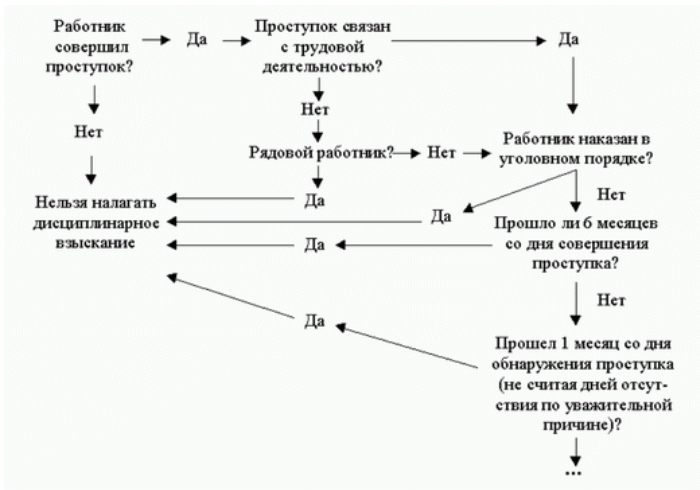 Работник
совершил
проступок?
Да
Проступок связан
с трудовой
деятельностью?
Да
Нет
Нет
Рядовой работник?
Нет
Работник наказан в
уголовном порядке?
Да
Нельзя налагать
дисциплинарное
взыскание
Да
Нет
Прошло ли 6 месяцев
со дня совершения
проступка?
Да
Нет
Да
Прошел 1 месяц со дня
обнаружения проступка
(не считая дней отсут-
ствия по уважительной
причине)?
...